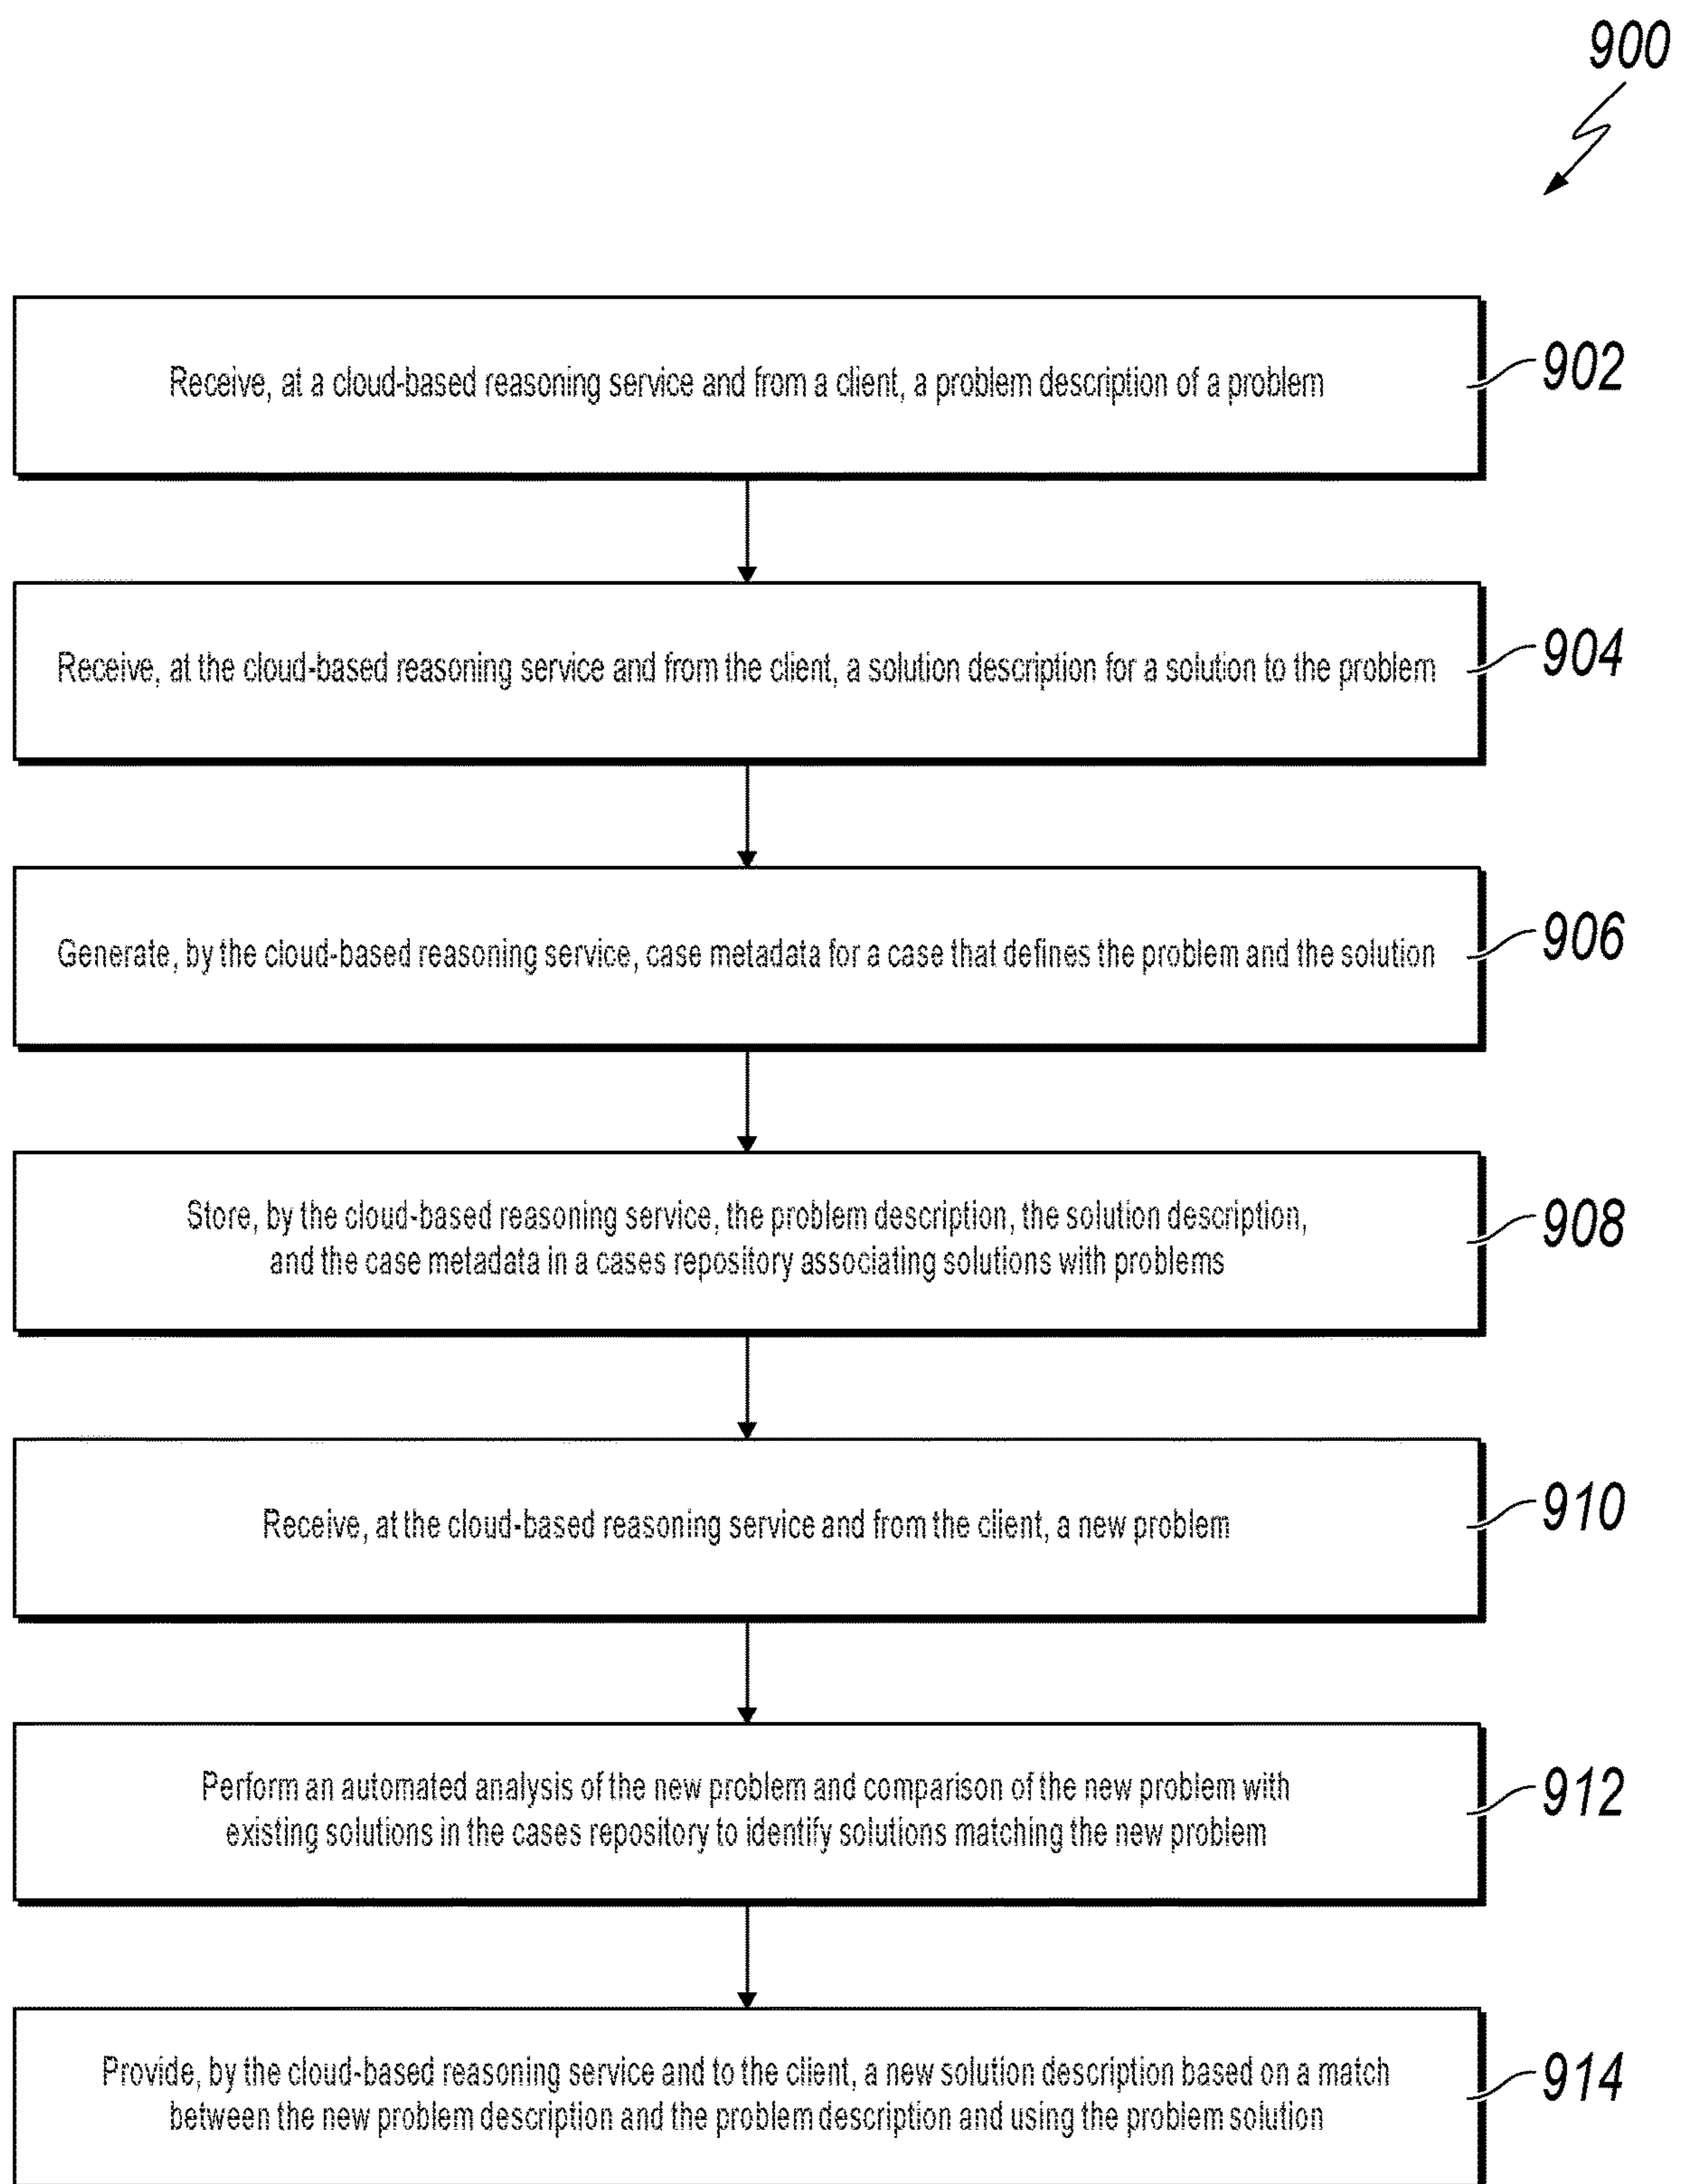 900
Receive, at a cloud-based reasoning service and from a client, a problem description of a problem
902
Receive, at the cloud-based reasoning service and from the client, a solution description for a solution to the problem
904
Generate, by the cloud-based reasoning service, case metadata for a case that defines the problem and the solution
906
Store, by the cloud-based reasoning service, the problem description, the solution description,
and the case metadata in a cases repository associating solutions with problems
908
Receive, at the cloud-based reasoning service and from the client, a new problem
910
Perform an automated analysis of the new problem and comparison of the new problem with
existing solutions in the cases repository to identify solutions matching the new problem
912
Provide, by the cloud-based reasoning service and to the client, a new solution description based on a match
between the new problem description and the problem description and using the problem solution
914